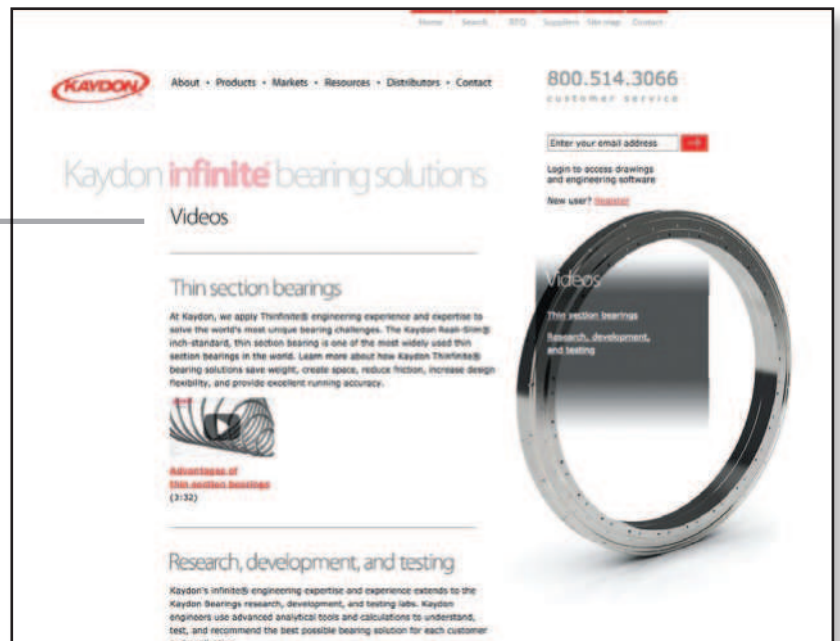 Home Search RFQ Suppliers Site map Contact
KAYDON
About • Products • Markets • Resources • Distributors • Contact
800.514.3066
customer service
Enter your email address
Login to access drawings
and engineering software
New user? Register
Kaydon infinite bearing solutions
Videos
Thin section bearings
At Kaydon, we apply Thinfinite® engineering experience and expertise to
solve the world's most unique bearing challenges. The Kaydon Reali-Slim®
inch-standard, thin section bearing is one of the most widely used thin
section bearings in the world. Learn more about how Kaydon Thinfinite®
bearing solutions save weight, create space, reduce friction, increase design
flexibility, and provide excellent running accuracy.
Advantages of
thin section bearings
(3:32)
Videos
Thin section bearings
Research, development,
and testing
Research, development, and testing
Kaydon's infinite® engineering expertise and experience extends to the
Kaydon Bearings research, development, and testing labs. Kaydon
engineers use advanced analytical tools and calculations to understand,
test, and recommend the best possible bearing solution for each customer